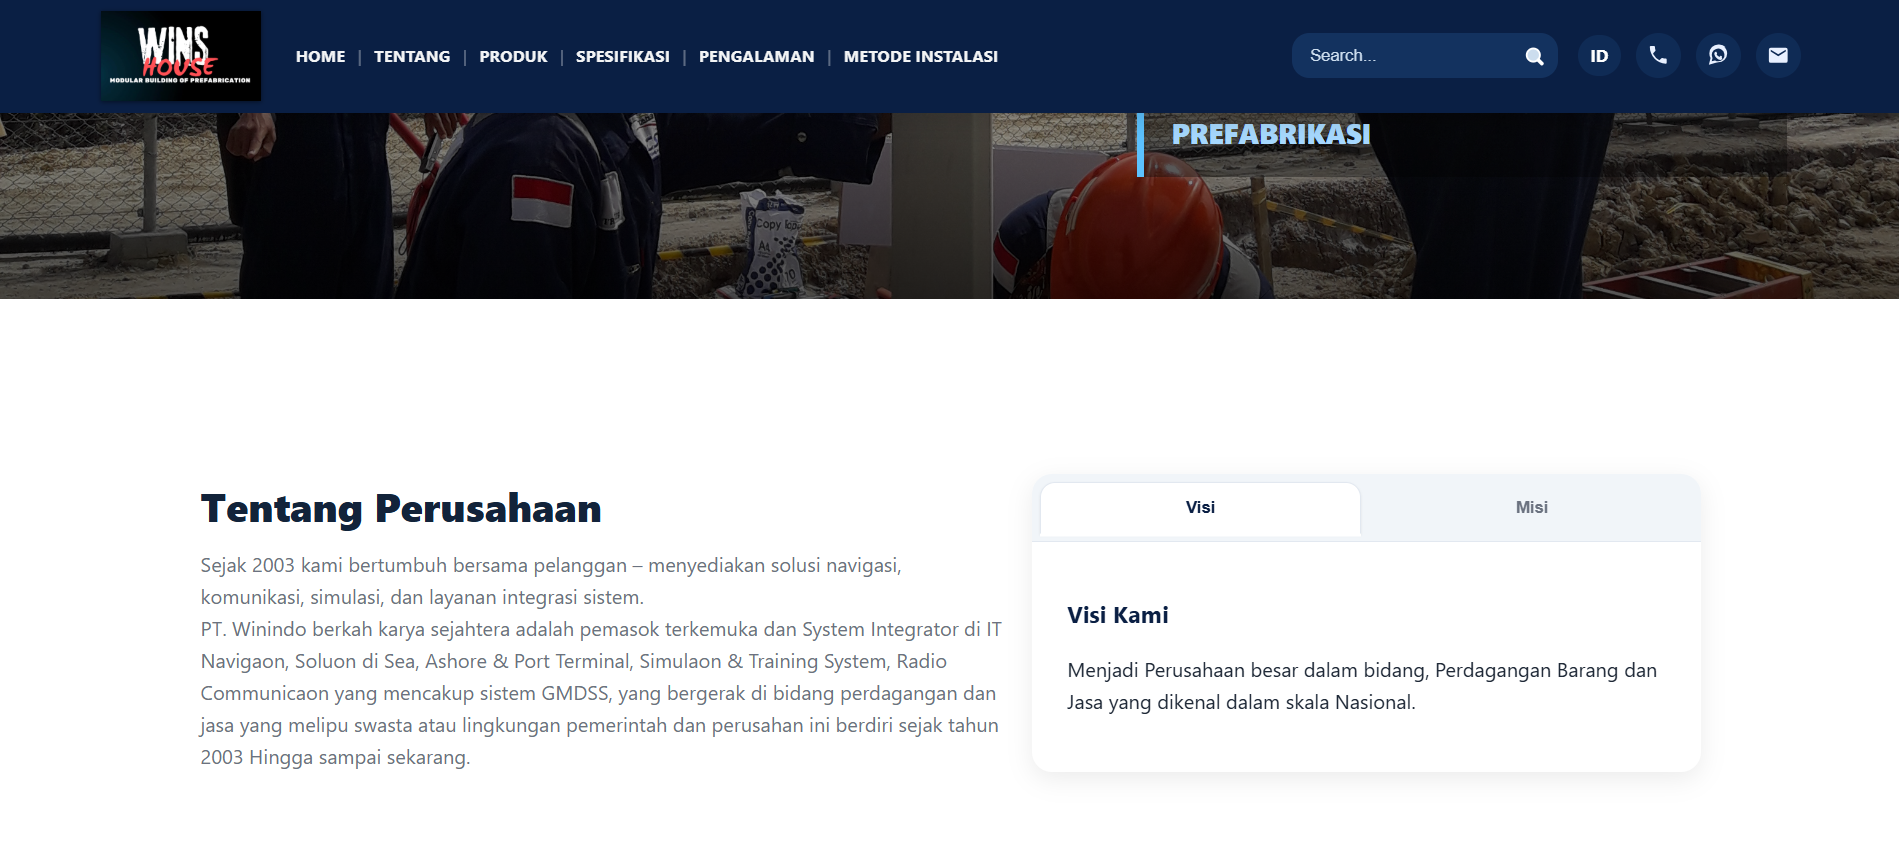 WINS
HOUSE
MODULAR BUILDING OF PREFABRICATION
HOME | TENTANG | PRODUK | SPESIFIKASI | PENGALAMAN | METODE INSTALASI
Search...
ID
PREFABRIKASI
Copy
A4
10
Tentang Perusahaan
Sejak 2003 kami bertumbuh bersama pelanggan – menyediakan solusi navigasi,
komunikasi, simulasi, dan layanan integrasi sistem.
PT. Winindo berkah karya sejahtera adalah pemasok terkemuka dan System Integrator di IT
Navigaon, Soluon di Sea, Ashore & Port Terminal, Simulaon & Training System, Radio
Communicaon yang mencakup sistem GMDSS, yang bergerak di bidang perdagangan dan
jasa yang melipu swasta atau lingkungan pemerintah dan perusahan ini berdiri sejak tahun
2003 Hingga sampai sekarang.
Visi
Misi
Visi Kami
Menjadi Perusahaan besar dalam bidang, Perdagangan Barang dan
Jasa yang dikenal dalam skala Nasional.